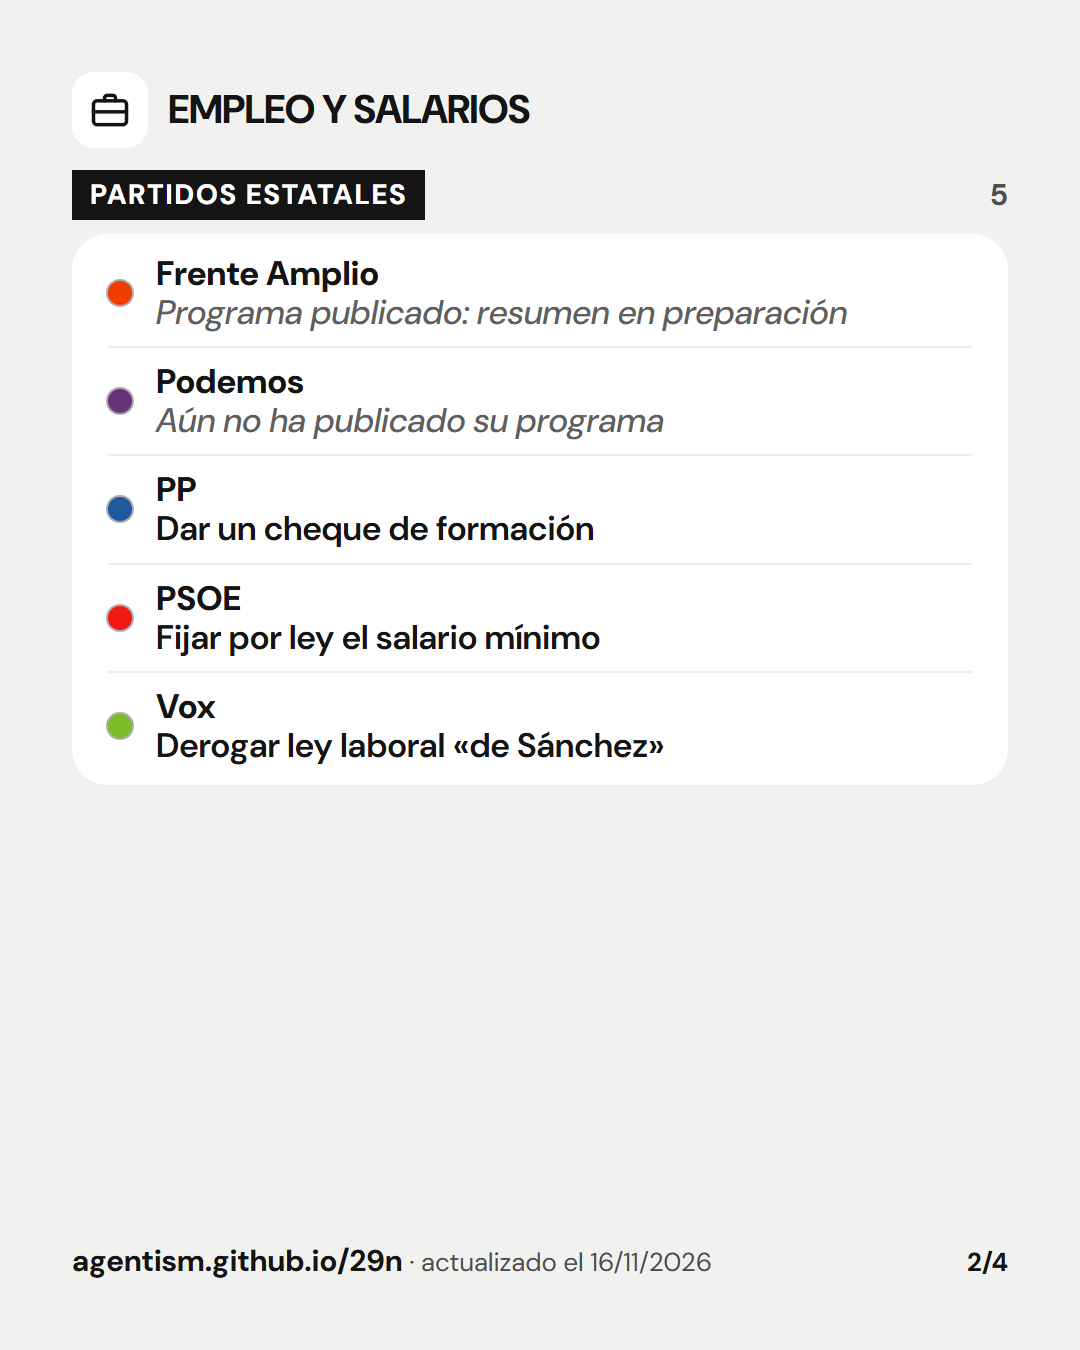 EMPLEO Y SALARIOS
PARTIDOS ESTATALES
5
Frente Amplio
Programa publicado: resumen en preparación
Podemos
Aún no ha publicado su programa
PP
Dar un cheque de formación
PSOE
Fijar por ley el salario mínimo
Vox
Derogar ley laboral «de Sánchez»
agentism.github.io/29n · actualizado el 16/11/2026
2/4